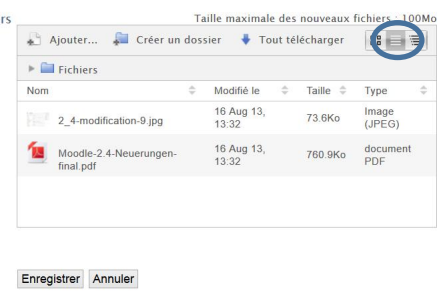 rs
Taille maximale des nouveaux fichiers : 100Mo
Ajouter... Créer un dossier Tout télécharger
Fichiers
Nom Modifié le Taille Type
2_4-modification-9.jpg 16 Aug 13, 13:32 73.6Ko Image (JPEG)
Moodle-2.4-Neuerungen-final.pdf 16 Aug 13, 13:32 760.9Ko document PDF
Enregistrer Annuler